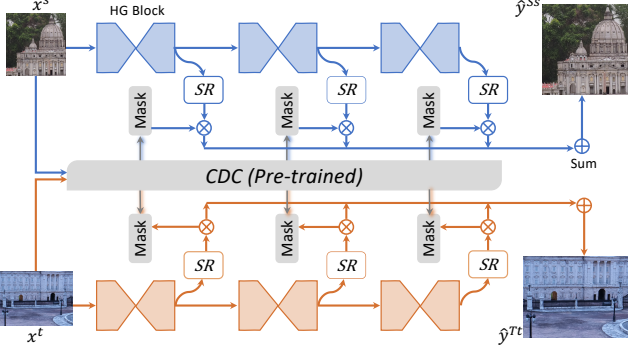 x^s
HG Block
ŷ^{Ss}
SR
SR
SR
Mask
Mask
Mask
Sum
CDC (Pre-trained)
Mask
Mask
Mask
SR
SR
SR
x^t
ŷ^{Tt}